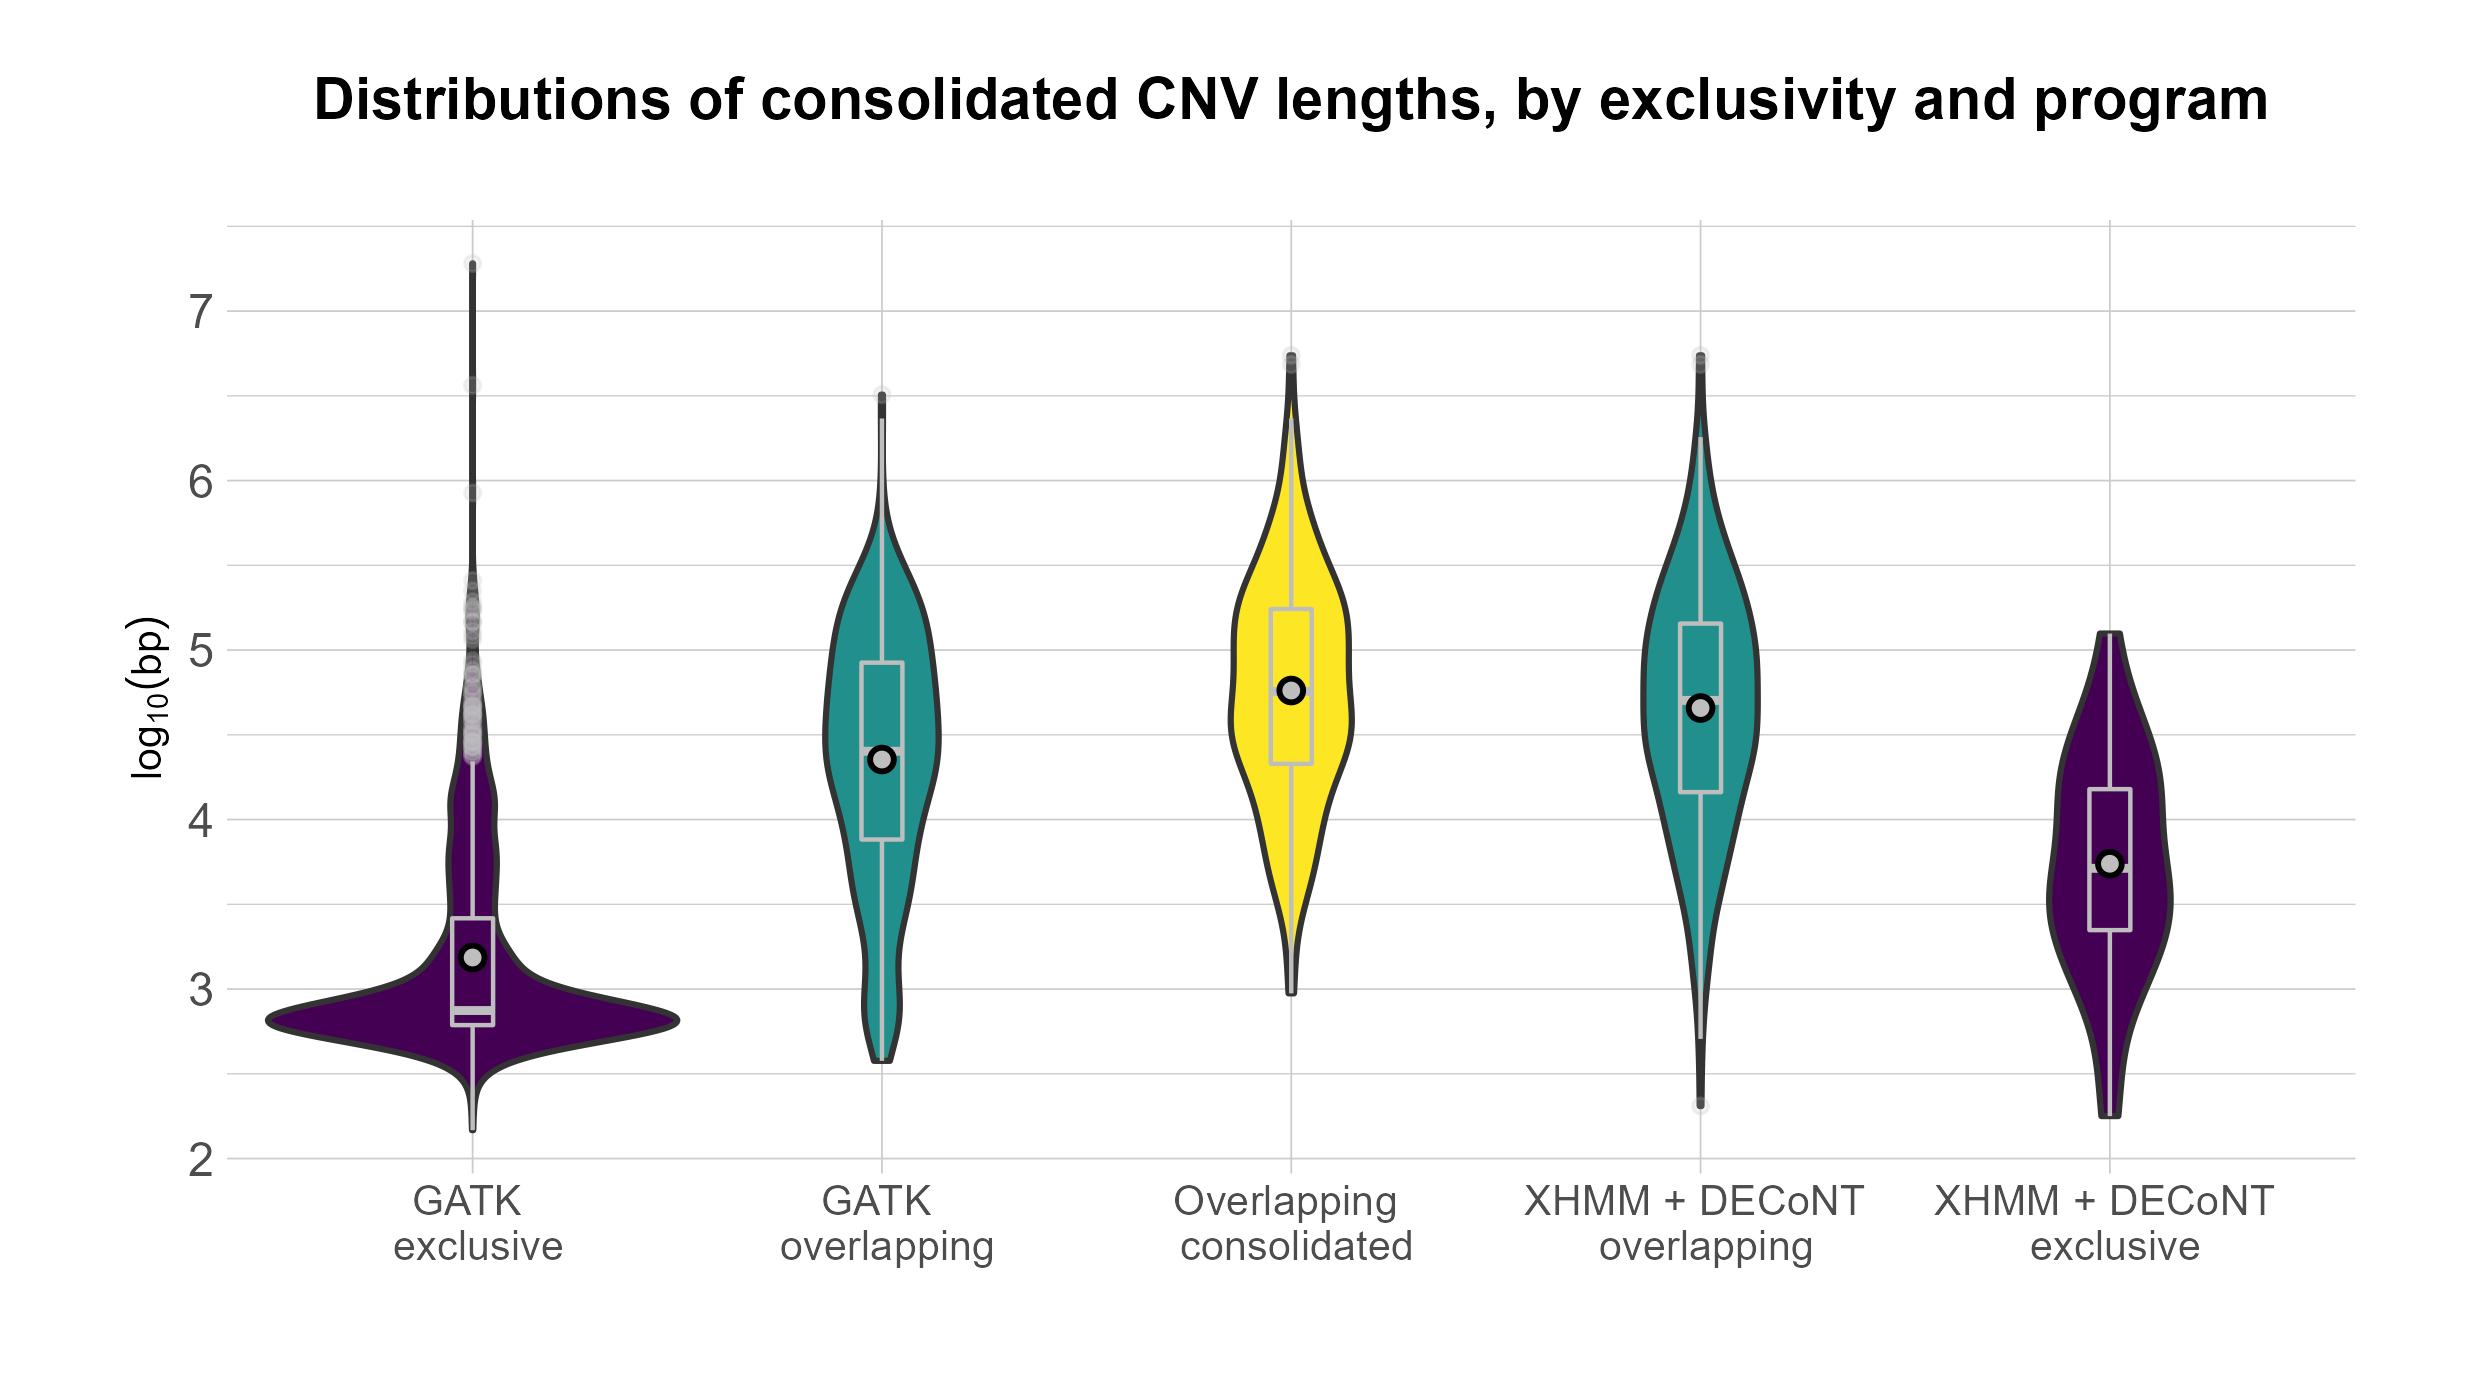 Distributions of consolidated CNV lengths, by exclusivity and program
log10(bp)
7
6
5
4
3
2
GATK
exclusive
GATK
overlapping
Overlapping
consolidated
XHMM + DECoNT
overlapping
XHMM + DECoNT
exclusive